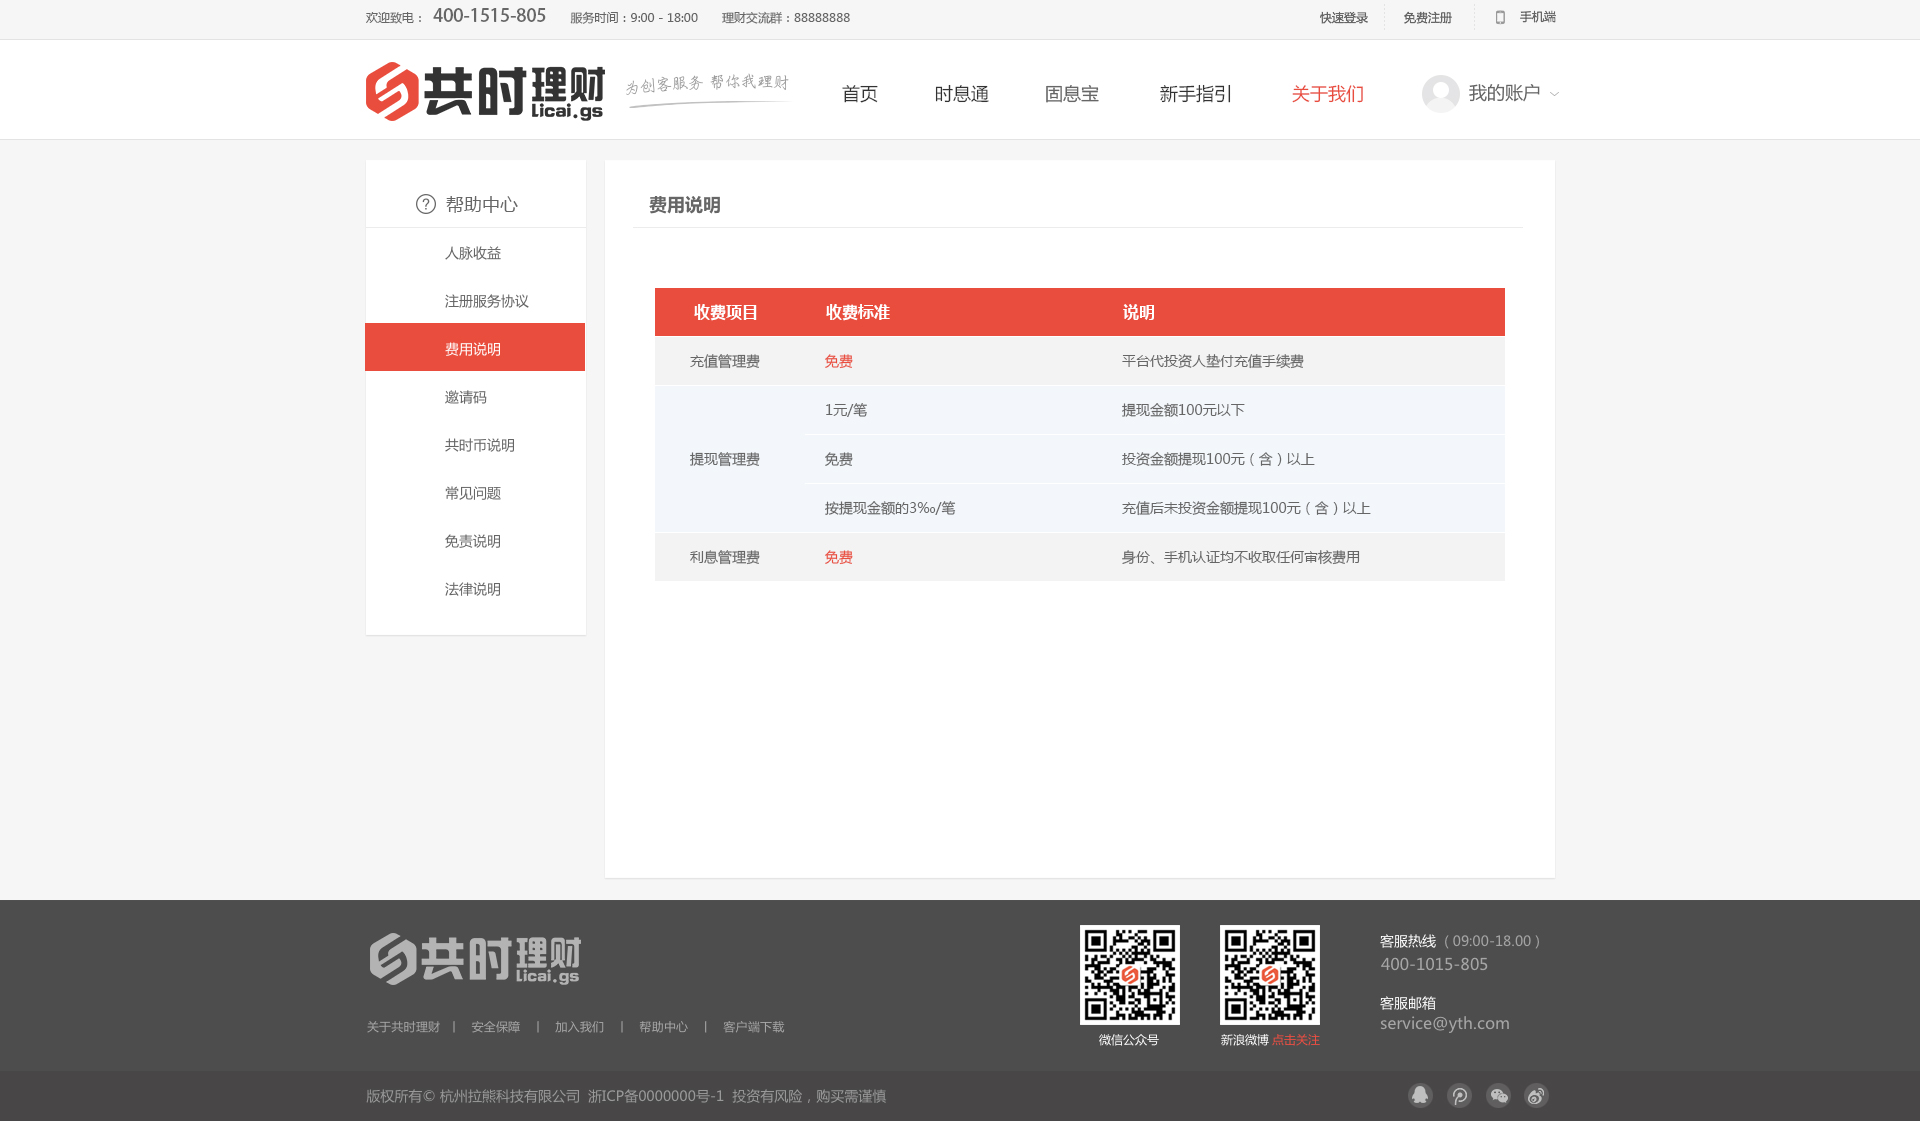 欢迎致电： 400-1515-805 服务时间：9:00 - 18:00 理财交流群：88888888 快速登录 免费注册 手机端
共时理财 Licai.gs 为创客服务 帮你我理财 首页 时息通 固息宝 新手指引 关于我们 我的账户
帮助中心
人脉收益
注册服务协议
费用说明
邀请码
共时币说明
常见问题
免责说明
法律说明
费用说明
收费项目 收费标准 说明
充值管理费 免费 平台代投资人垫付充值手续费
1元/笔 提现金额100元以下
提现管理费 免费 投资金额提现100元（含）以上
按提现金额的3‰/笔 充值后未投资金额提现100元（含）以上
利息管理费 免费 身份、手机认证均不收取任何审核费用
共时理财 Licai.gs
关于共时理财 | 安全保障 | 加入我们 | 帮助中心 | 客户端下载
微信公众号
新浪微博 点击关注
客服热线（09:00-18.00）
400-1015-805
客服邮箱
service@yth.com
版权所有© 杭州拉熊科技有限公司 浙ICP备0000000号-1 投资有风险，购买需谨慎